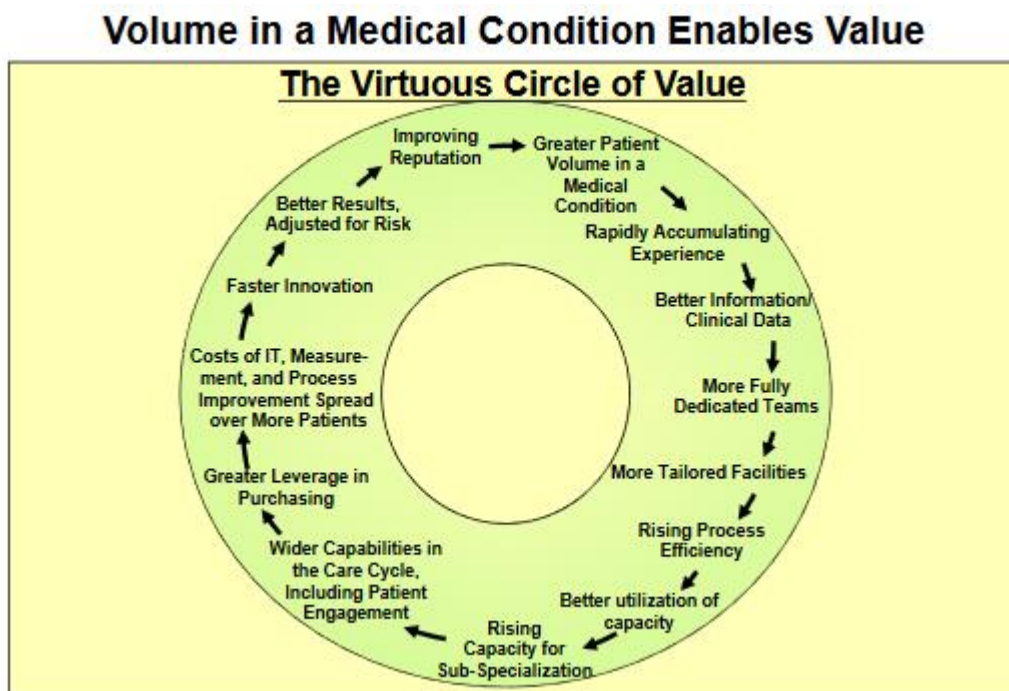 Volume in a Medical Condition Enables Value
The Virtuous Circle of Value
Improving
Reputation
Greater Patient
Volume in a
Medical
Condition
Rapidly Accumulating
Experience
Better Information/
Clinical Data
More Fully
Dedicated Teams
More Tailored Facilities
Rising Process
Efficiency
Better utilization of
capacity
Rising
Capacity for
Sub-Specialization
Wider Capabilities in
the Care Cycle,
Including Patient
Engagement
Greater Leverage in
Purchasing
Costs of IT, Measure-
ment, and Process
Improvement Spread
over More Patients
Faster Innovation
Better Results,
Adjusted for Risk